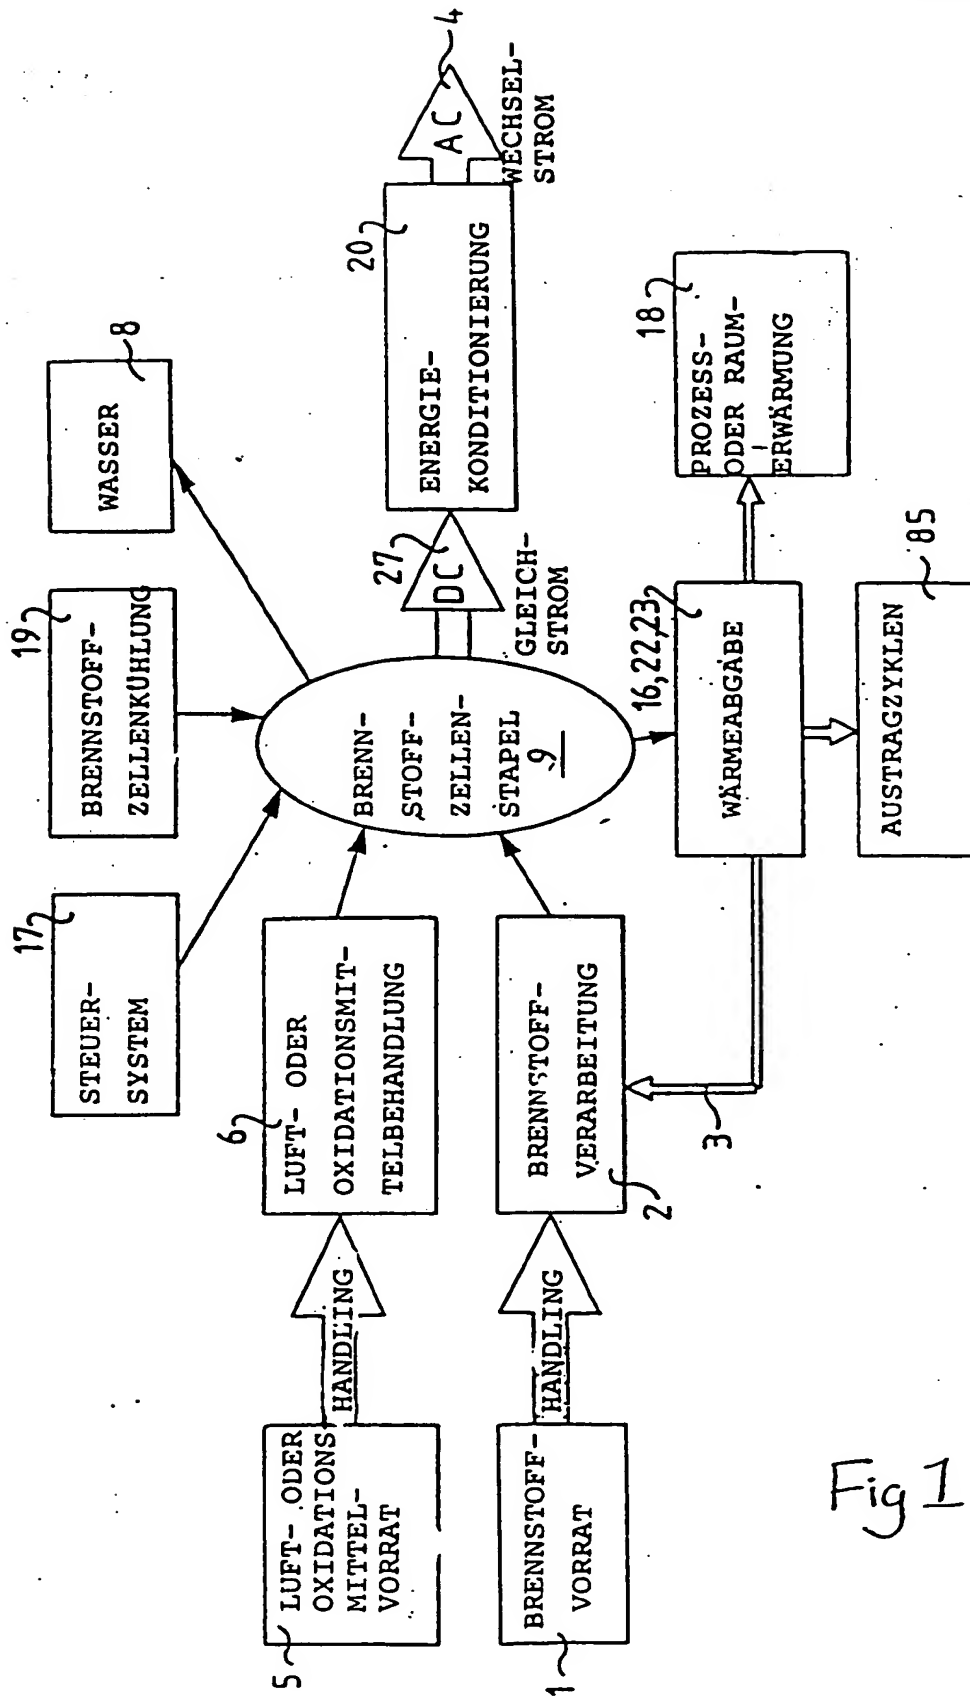 17
STEUER-
SYSTEM
19
BRENNSTOFF-
ZELLENKÜHLUNG
8
WASSER
5
LUFT- ODER
OXIDATIONS
MITTEL-
VORRAT
HANDLING
6
LUFT- ODER
OXIDATIONSMIT-
TELBEHANDLUNG
BRENN-
STOFF-
ZELLEN-
STAPEL
9
27
DC
GLEICH-
STROM
20
ENERGIE-
KONDITIONIERUNG
AC
4
WECHSEL-
STROM
1
BRENNSTOFF-
VORRAT
HANDLING
2
BRENNSTOFF-
VERARBEITUNG
3
16,22,23
WÄRMEABGABE
18
PROZESS-
ODER RAUM-
ERWÄRMUNG
85
AUSTRAGZYKLEN
Fig 1